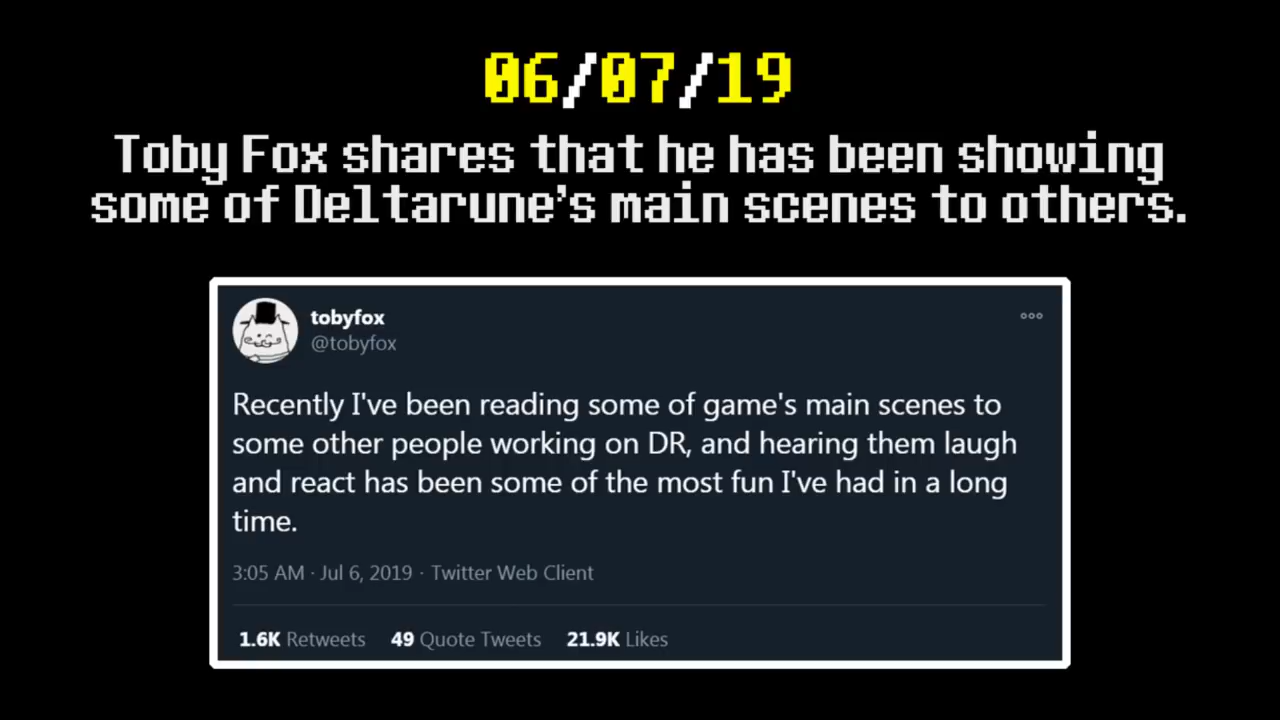 06/07/19
Toby Fox shares that he has been showing
some of Deltarune's main scenes to others.
tobyfox
@tobyfox
Recently I've been reading some of game's main scenes to
some other people working on DR, and hearing them laugh
and react has been some of the most fun I've had in a long
time.
3:05 AM · Jul 6, 2019 · Twitter Web Client
1.6K Retweets 49 Quote Tweets 21.9K Likes